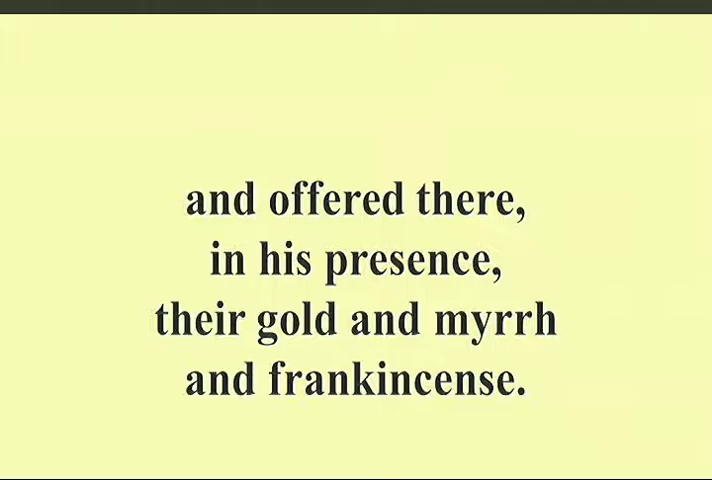 and offered there,
in his presence,
their gold and myrrh
and frankincense.